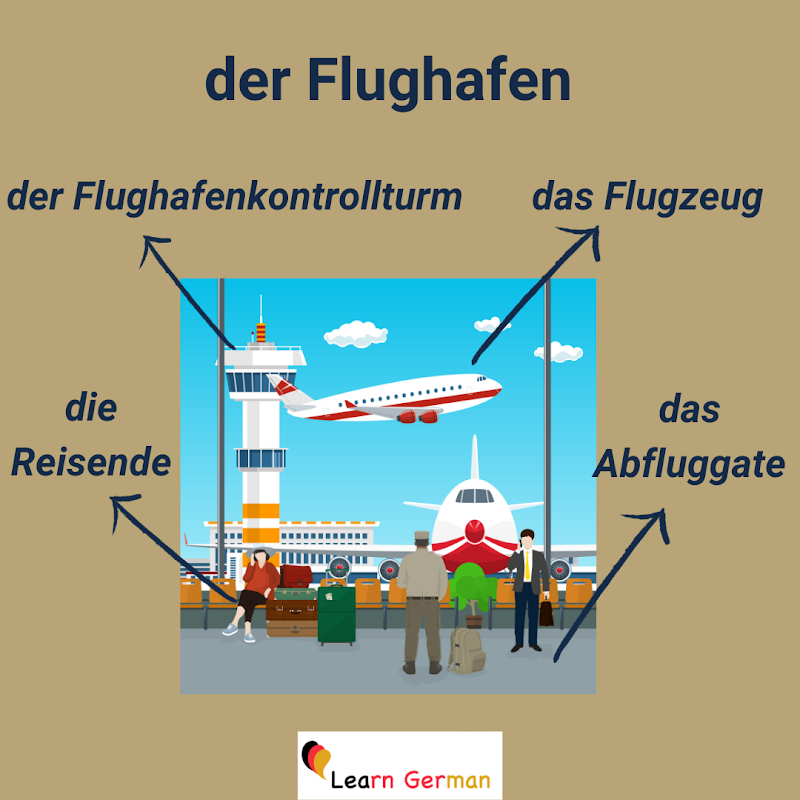 der Flughafen
der Flughafenkontrollturm
das Flugzeug
die
Reisende
das
Abfluggate
Learn German